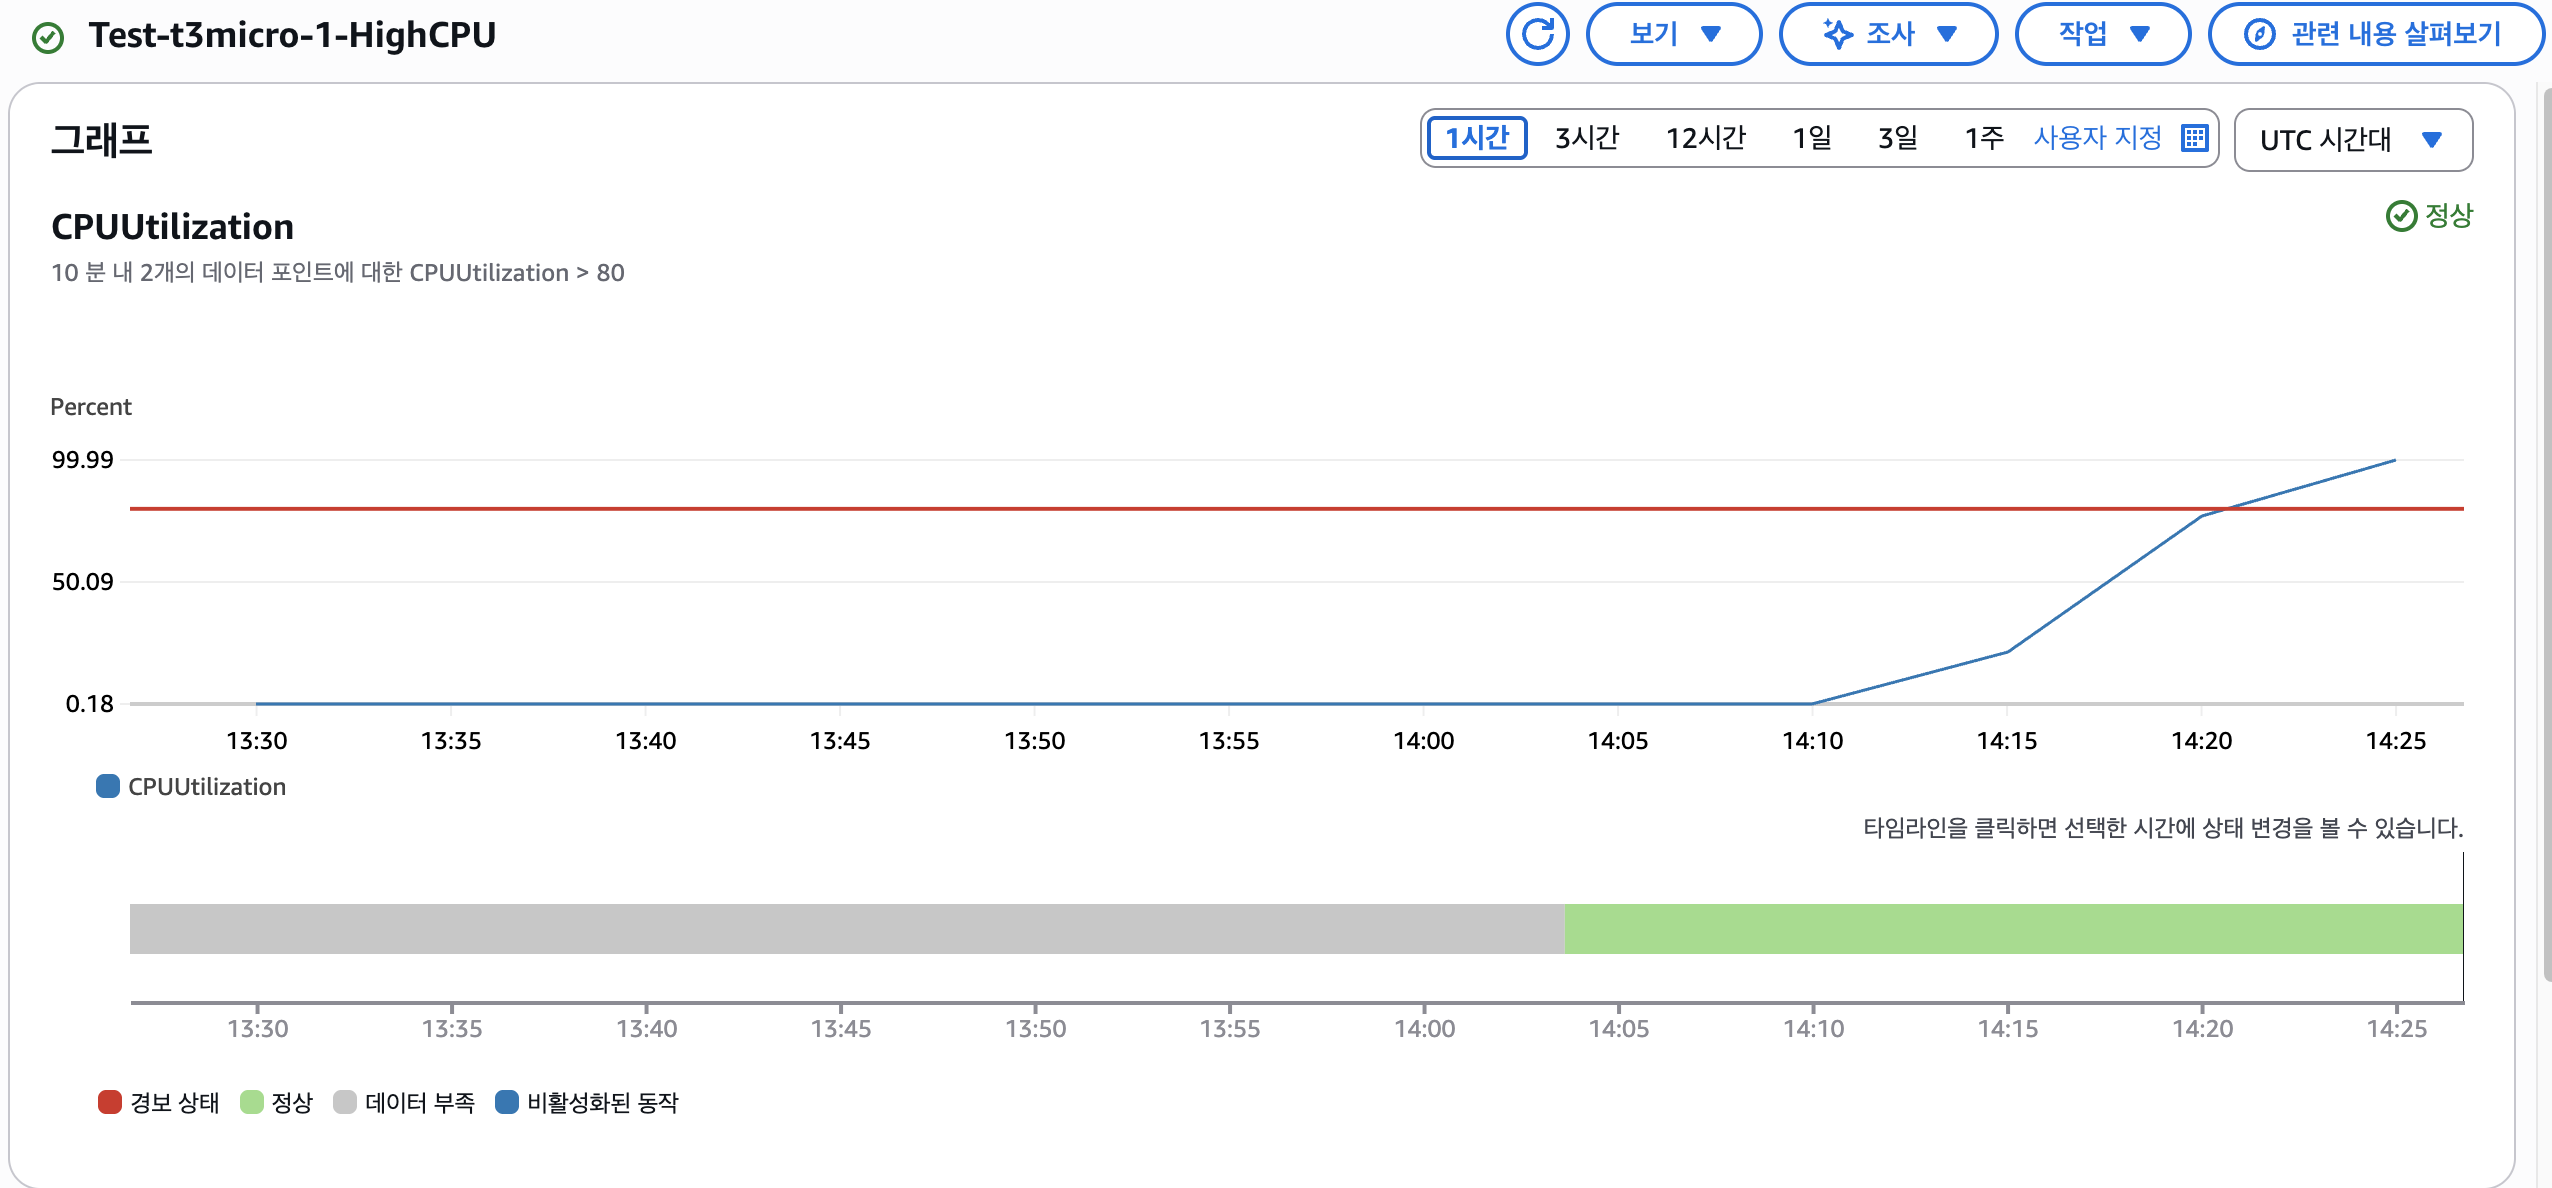 Test-t3micro-1-HighCPU
보기
조사
작업
관련 내용 살펴보기
그래프
1시간 3시간 12시간 1일 3일 1주 사용자 지정
UTC 시간대
CPUUtilization
정상
10 분 내 2개의 데이터 포인트에 대한 CPUUtilization > 80
Percent
99.99
50.09
0.18
13:30 13:35 13:40 13:45 13:50 13:55 14:00 14:05 14:10 14:15 14:20 14:25
CPUUtilization
타임라인을 클릭하면 선택한 시간에 상태 변경을 볼 수 있습니다.
13:30 13:35 13:40 13:45 13:50 13:55 14:00 14:05 14:10 14:15 14:20 14:25
경보 상태 정상 데이터 부족 비활성화된 동작